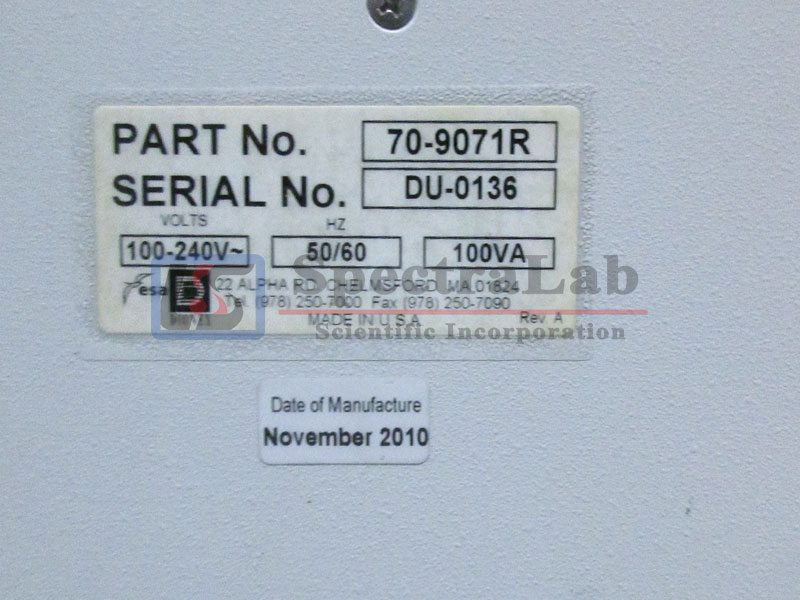 PART No. 70-9071R
SERIAL No. DU-0136
VOLTS HZ
100-240V~ 50/60 100VA
esa 22 ALPHA RD. CHELMSFORD, MA 01824
Tel. (978) 250-7000 Fax (978) 250-7090
MADE IN U.S.A. Rev. A
SpectraLab
Scientific Incorporation
Date of Manufacture
November 2010